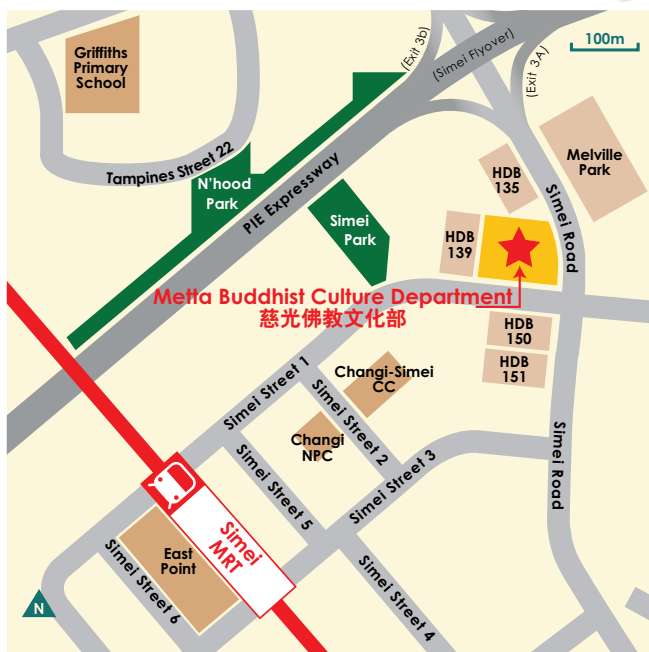 Griffiths
Primary
School
(Exit 3b)
(Simei Flyover)
(Exit 3A)
100m
Tampines Street 22
N'hood
Park
PIE Expressway
Simei
Park
HDB
135
Melville
Park
HDB
139
Simei Road
Metta Buddhist Culture Department
慈光佛教文化部
HDB
150
HDB
151
Simei Street 1
Changi-Simei
CC
Simei Street 2
Changi
NPC
Simei Street 3
Simei Road
Simei Street 5
Simei
MRT
East
Point
Simei Street 6
Simei Street 4
N